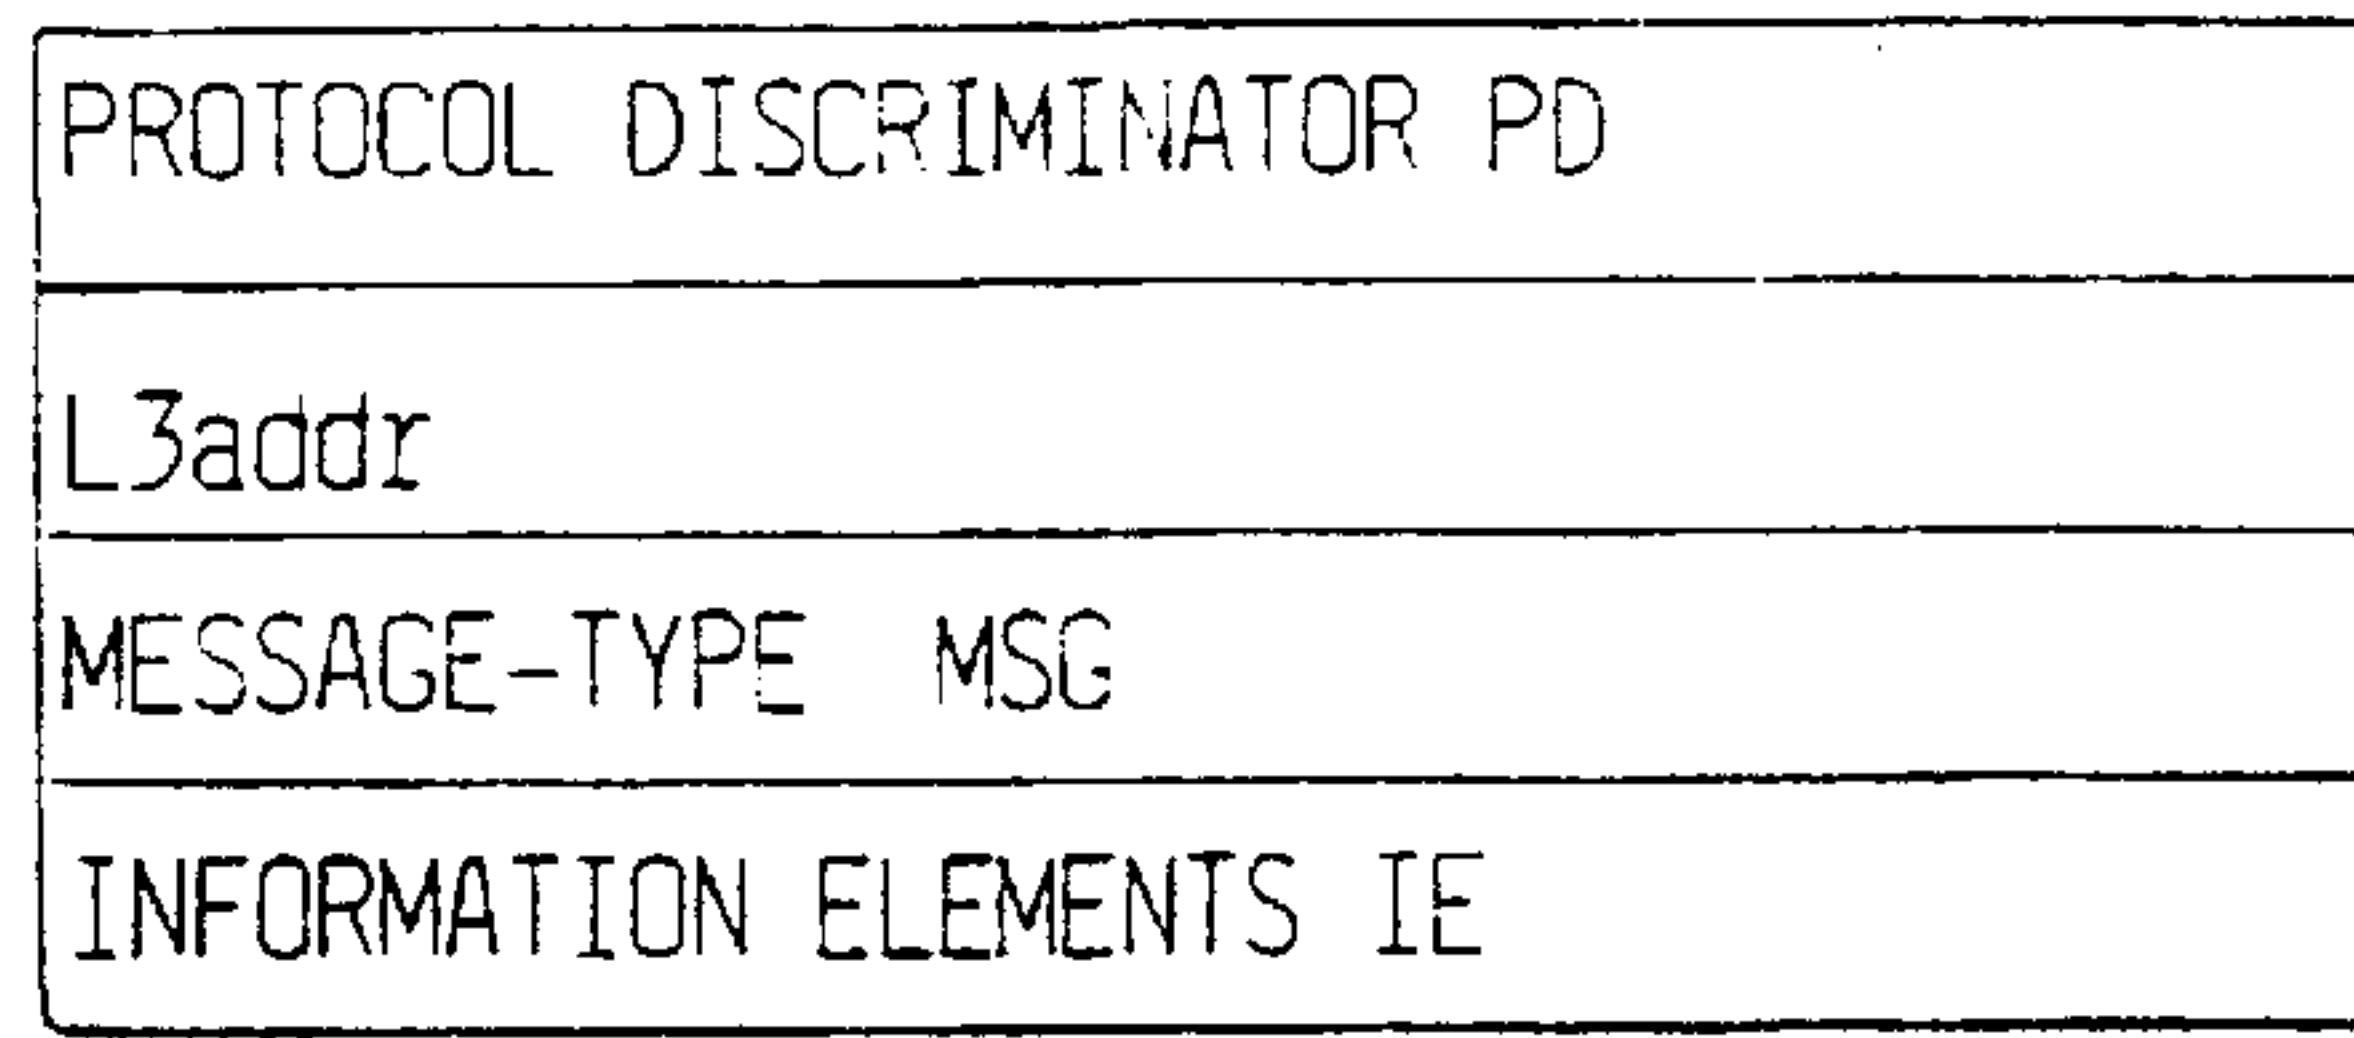 PROTOCOL DISCRIMINATOR PD
L3addr
MESSAGE-TYPE MSG
INFORMATION ELEMENTS IE